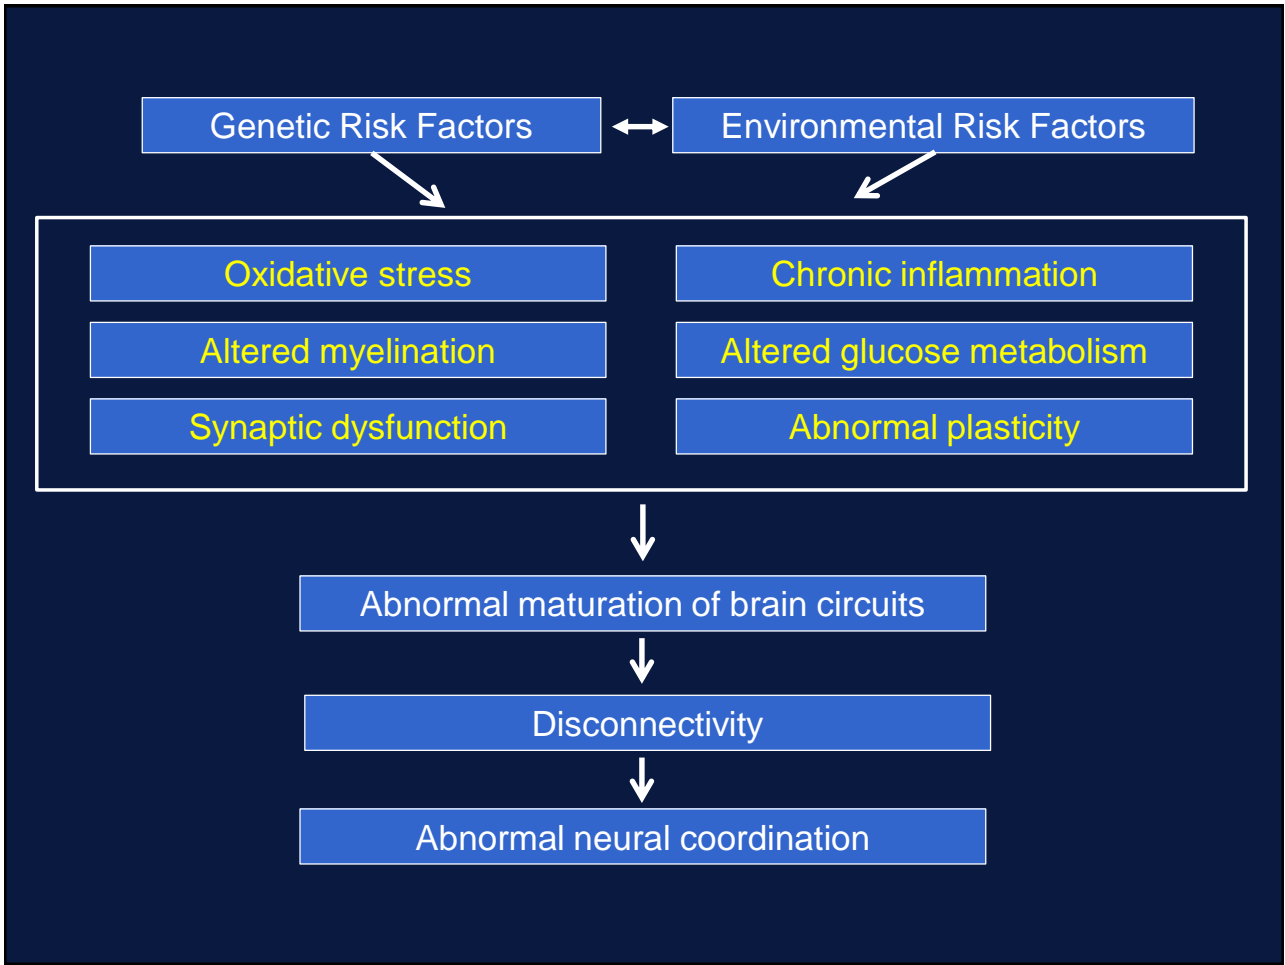 Genetic Risk Factors
Environmental Risk Factors
Oxidative stress
Chronic inflammation
Altered myelination
Altered glucose metabolism
Synaptic dysfunction
Abnormal plasticity
Abnormal maturation of brain circuits
Disconnectivity
Abnormal neural coordination